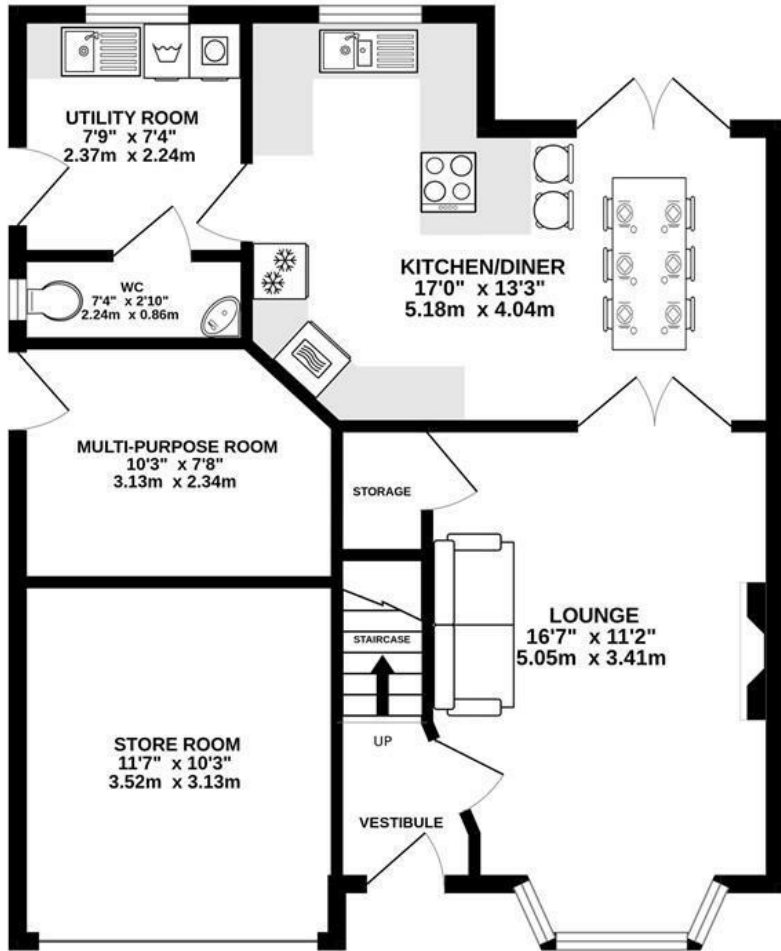 UTILITY ROOM
7'9" x 7'4"
2.37m x 2.24m
WC
7'4" x 2'10"
2.24m x 0.86m
KITCHEN/DINER
17'0" x 13'3"
5.18m x 4.04m
MULTI-PURPOSE ROOM
10'3" x 7'8"
3.13m x 2.34m
STORAGE
STAIRCASE
UP
LOUNGE
16'7" x 11'2"
5.05m x 3.41m
STORE ROOM
11'7" x 10'3"
3.52m x 3.13m
VESTIBULE